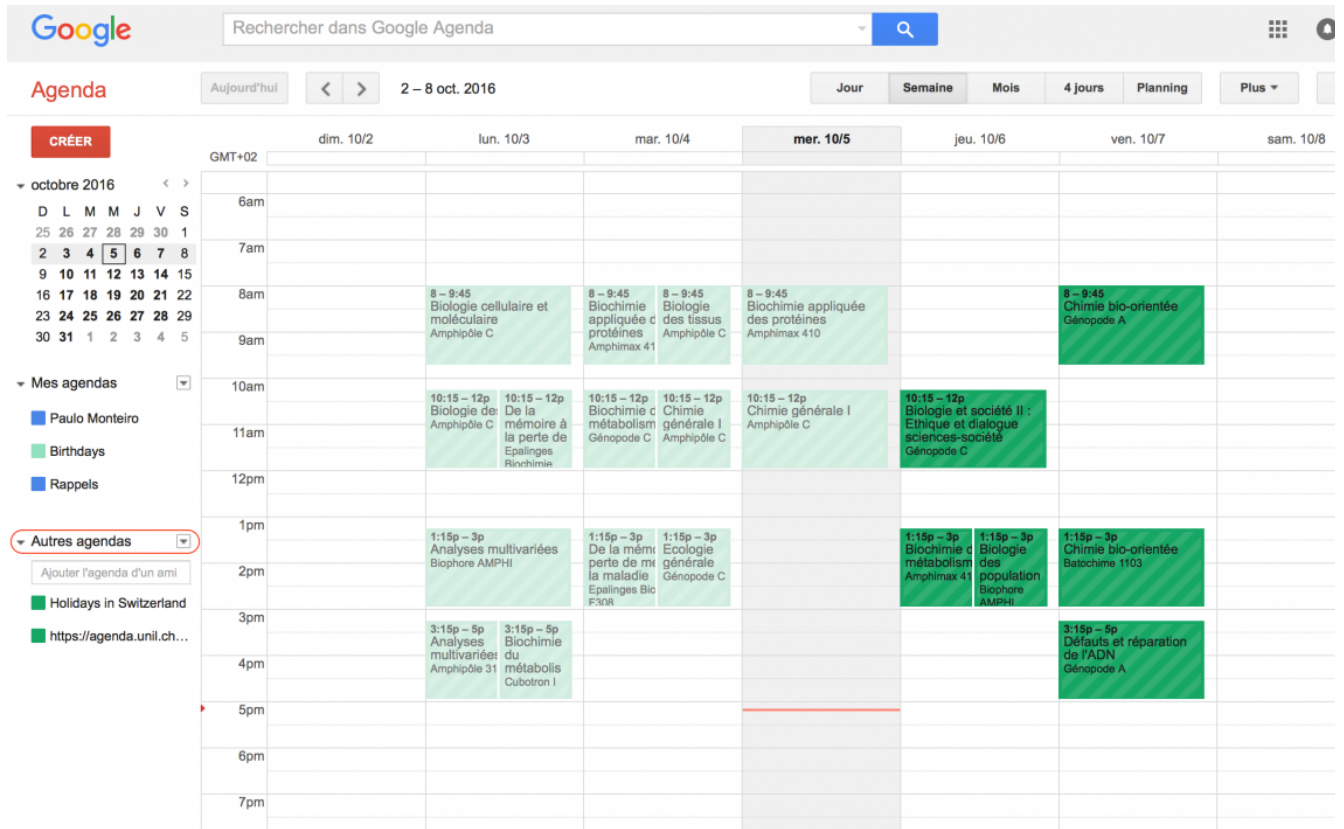 Google
Rechercher dans Google Agenda
Agenda
Aujourd'hui
2 – 8 oct. 2016
Jour
Semaine
Mois
4 jours
Planning
Plus
CRÉER
octobre 2016
D L M M J V S
25 26 27 28 29 30 1
2 3 4 5 6 7 8
9 10 11 12 13 14 15
16 17 18 19 20 21 22
23 24 25 26 27 28 29
30 31 1 2 3 4 5
Mes agendas
Paulo Monteiro
Birthdays
Rappels
Autres agendas
Ajouter l'agenda d'un ami
Holidays in Switzerland
https://agenda.unil.ch...
dim. 10/2
lun. 10/3
mar. 10/4
mer. 10/5
jeu. 10/6
ven. 10/7
sam. 10/8
GMT+02
6am
7am
8am
9am
10am
11am
12pm
1pm
2pm
3pm
4pm
5pm
6pm
7pm
8 – 9:45
Biologie cellulaire et
moléculaire
Amphipôle C
10:15 – 12p
Biologie de
Amphipôle C
10:15 – 12p
De la
mémoire à
la perte de
Epalinges
Biochimie
1:15p – 3p
Analyses multivariées
Biophore AMPHI
3:15p – 5p
Analyses
multivariées
Amphipôle 31
3:15p – 5p
Biochimie
du
métabolis
Cubotron I
8 – 9:45
Biochimie
appliquée d
protéines
Amphimax 41
8 – 9:45
Biologie
des tissus
Amphipôle C
10:15 – 12p
Biochimie d
métabolism
Génopode C
10:15 – 12p
Chimie
générale I
Amphipôle C
1:15p – 3p
De la mém
perte de me
la maladie
Epalinges Bio
F308
1:15p – 3p
Ecologie
générale
Génopode C
8 – 9:45
Biochimie appliquée
des protéines
Amphimax 410
10:15 – 12p
Chimie générale I
Amphipôle C
10:15 – 12p
Biologie et société II :
Ethique et dialogue
sciences-société
Génopode C
1:15p – 3p
Biochimie d
métabolism
Amphimax 41
1:15p – 3p
Biologie
des
population
Biophore
AMPHI
8 – 9:45
Chimie bio-orientée
Génopode A
1:15p – 3p
Chimie bio-orientée
Batochime 1103
3:15p – 5p
Défauts et réparation
de l'ADN
Génopode A